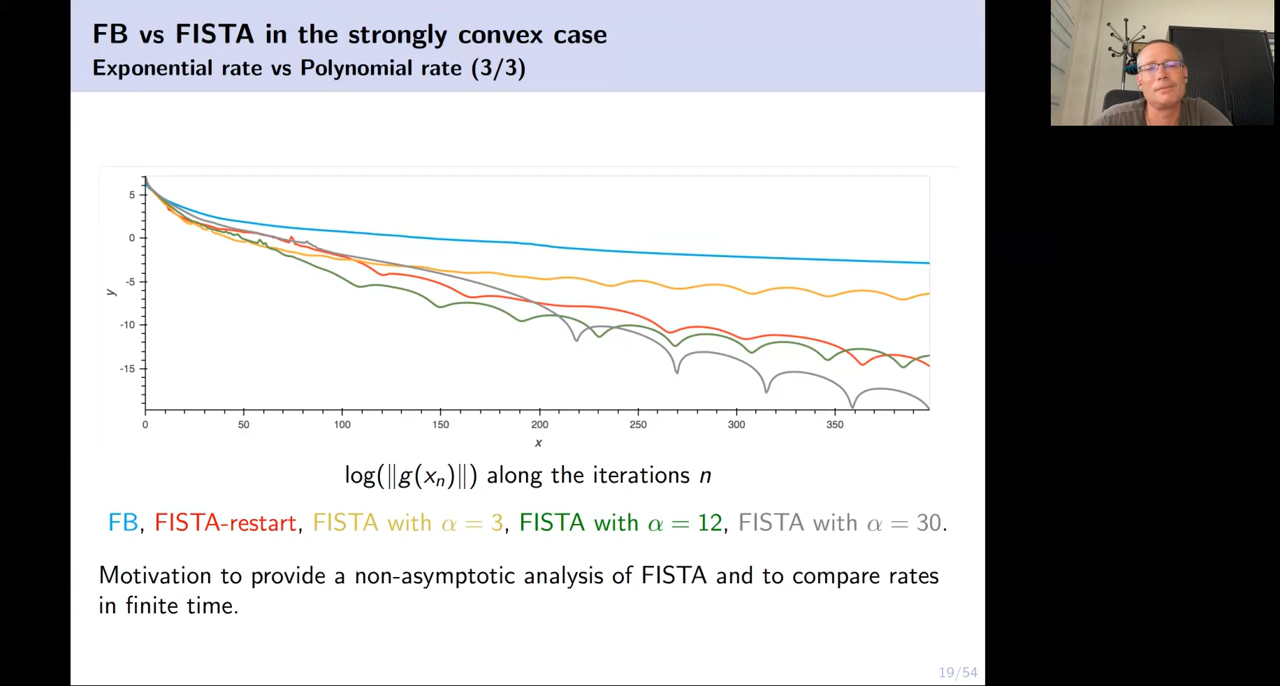 FB vs FISTA in the strongly convex case
Exponential rate vs Polynomial rate (3/3)
5
0
-5
-10
-15
y
0 50 100 150 200 250 300 350
x
log(‖g(xₙ)‖) along the iterations n
FB, FISTA-restart, FISTA with α = 3, FISTA with α = 12, FISTA with α = 30.
Motivation to provide a non-asymptotic analysis of FISTA and to compare rates
in finite time.
19/54